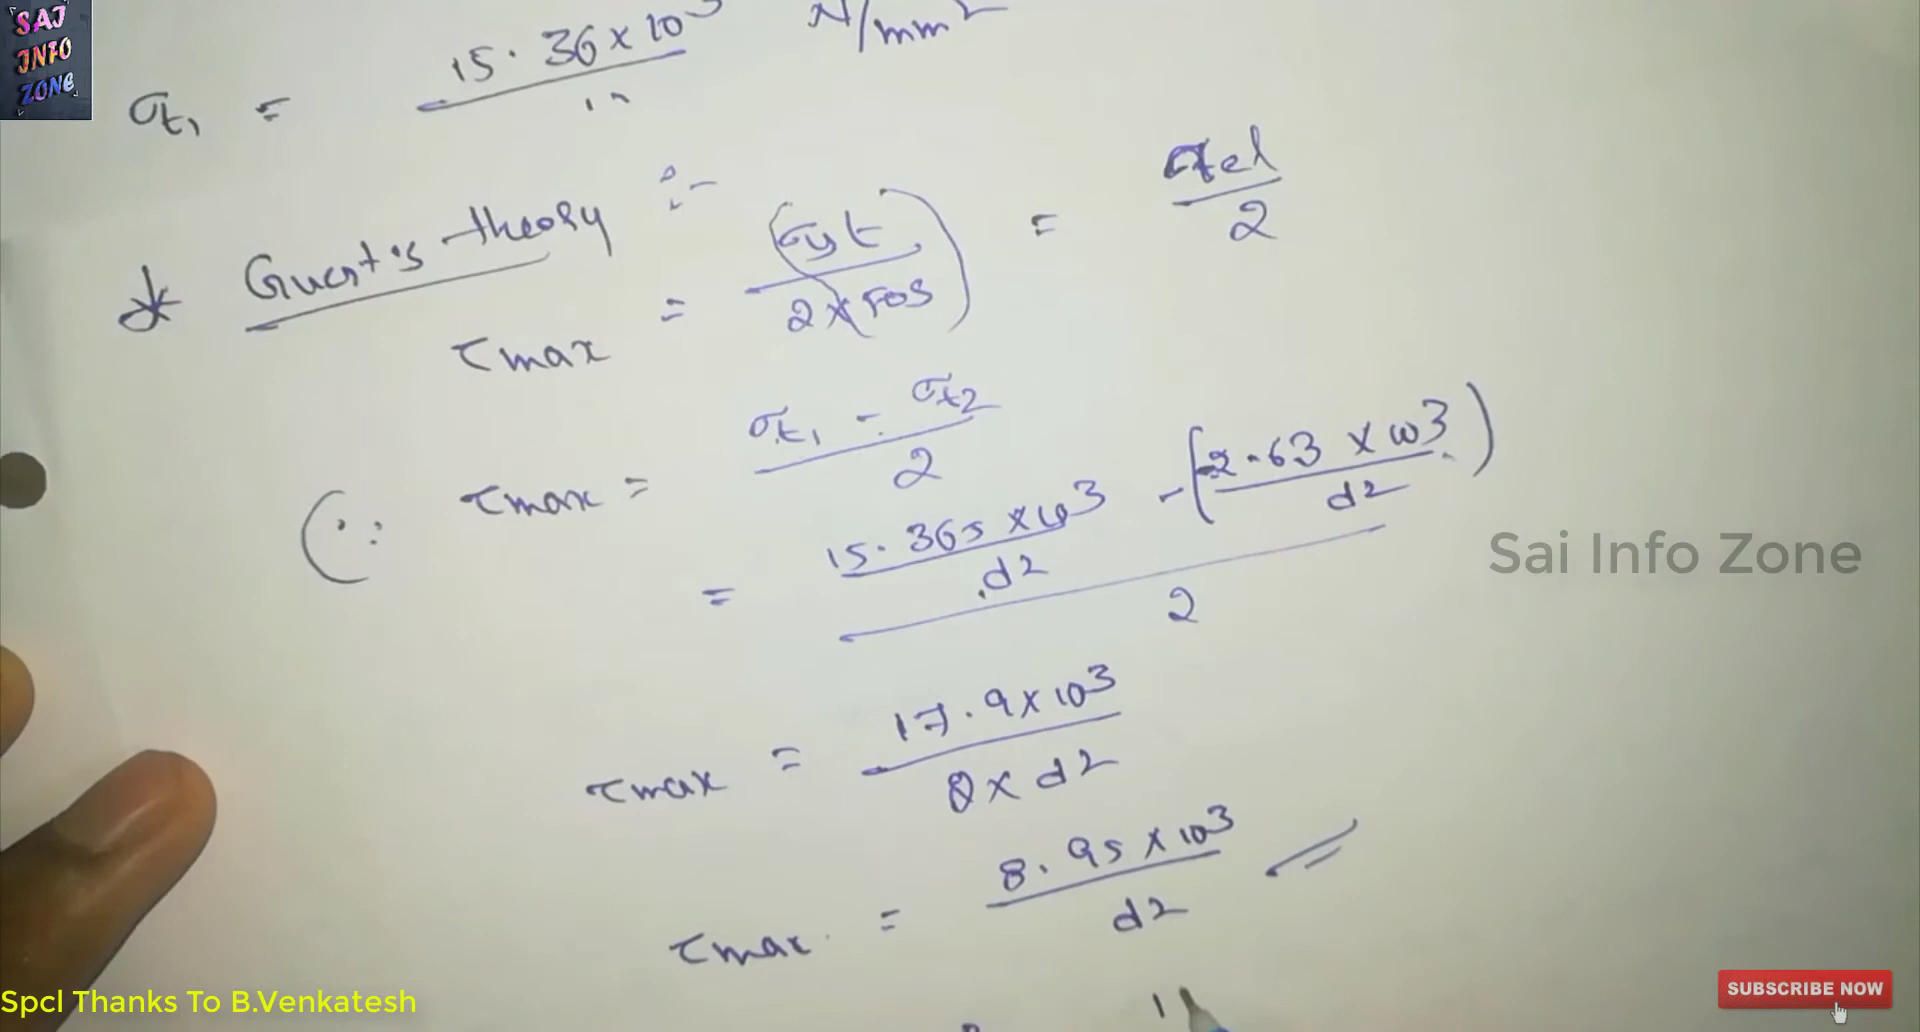 SAI
INFO
ZONE
σt1 = 15.36 × 10³ / N/mm²
* Guest's theory :-
τmax = (σyt / 2 × FOS) = σel / 2
(∵ τmax = σt1 - σt2 / 2
= 15.365 × 10³ / d2 - (-2.63 × 10³ / d2) / 2
τmax = 17.9 × 10³ / 2 × d2
τmax = 8.95 × 10³ / d2
Sai Info Zone
Spcl Thanks To B.Venkatesh
SUBSCRIBE NOW